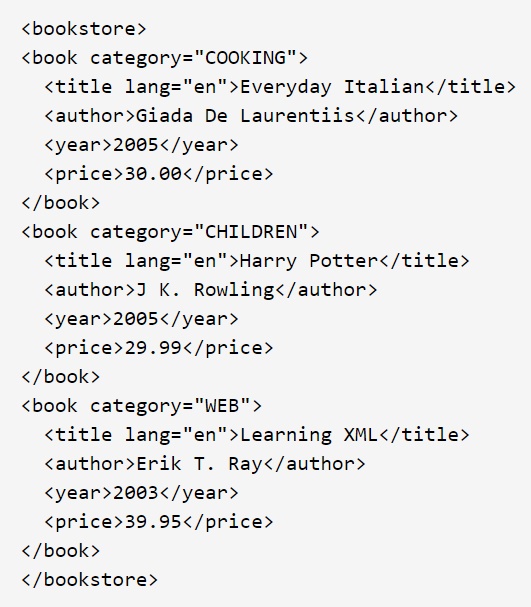 <bookstore>
<book category="COOKING">
  <title lang="en">Everyday Italian</title>
  <author>Giada De Laurentiis</author>
  <year>2005</year>
  <price>30.00</price>
</book>
<book category="CHILDREN">
  <title lang="en">Harry Potter</title>
  <author>J K. Rowling</author>
  <year>2005</year>
  <price>29.99</price>
</book>
<book category="WEB">
  <title lang="en">Learning XML</title>
  <author>Erik T. Ray</author>
  <year>2003</year>
  <price>39.95</price>
</book>
</bookstore>